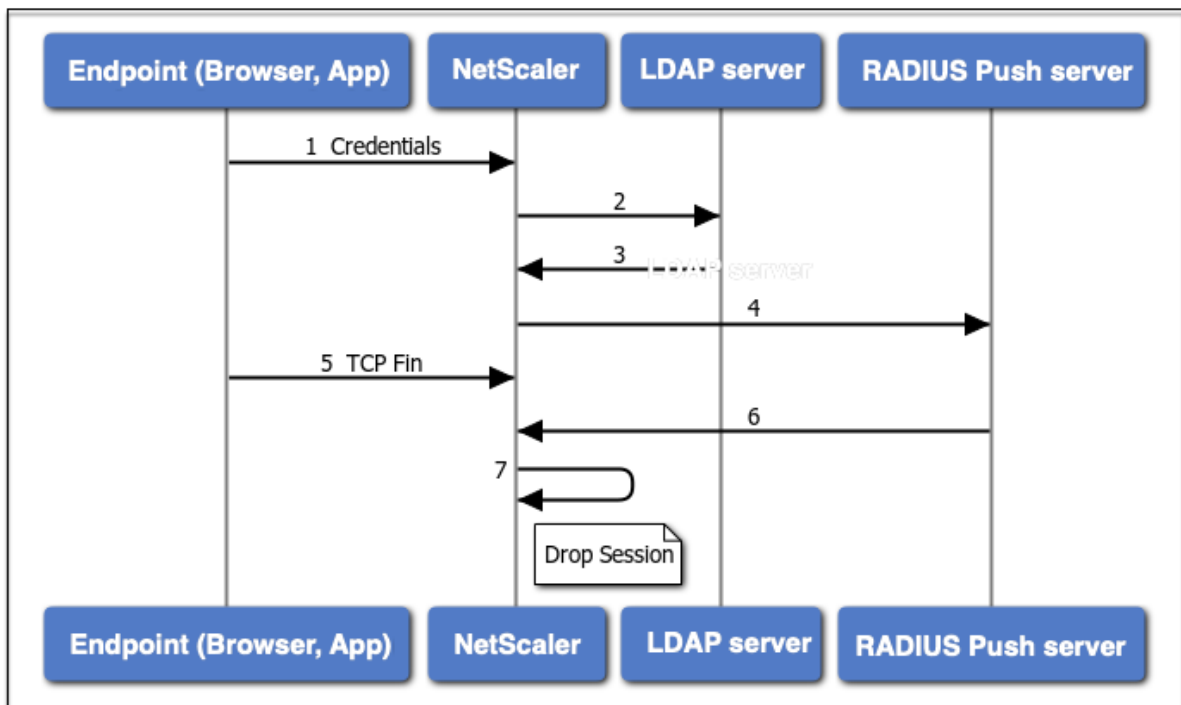 Endpoint (Browser, App)
NetScaler
LDAP server
RADIUS Push server
1 Credentials
2
3
LDAP server
4
5 TCP Fin
6
7
Drop Session
Endpoint (Browser, App)
NetScaler
LDAP server
RADIUS Push server